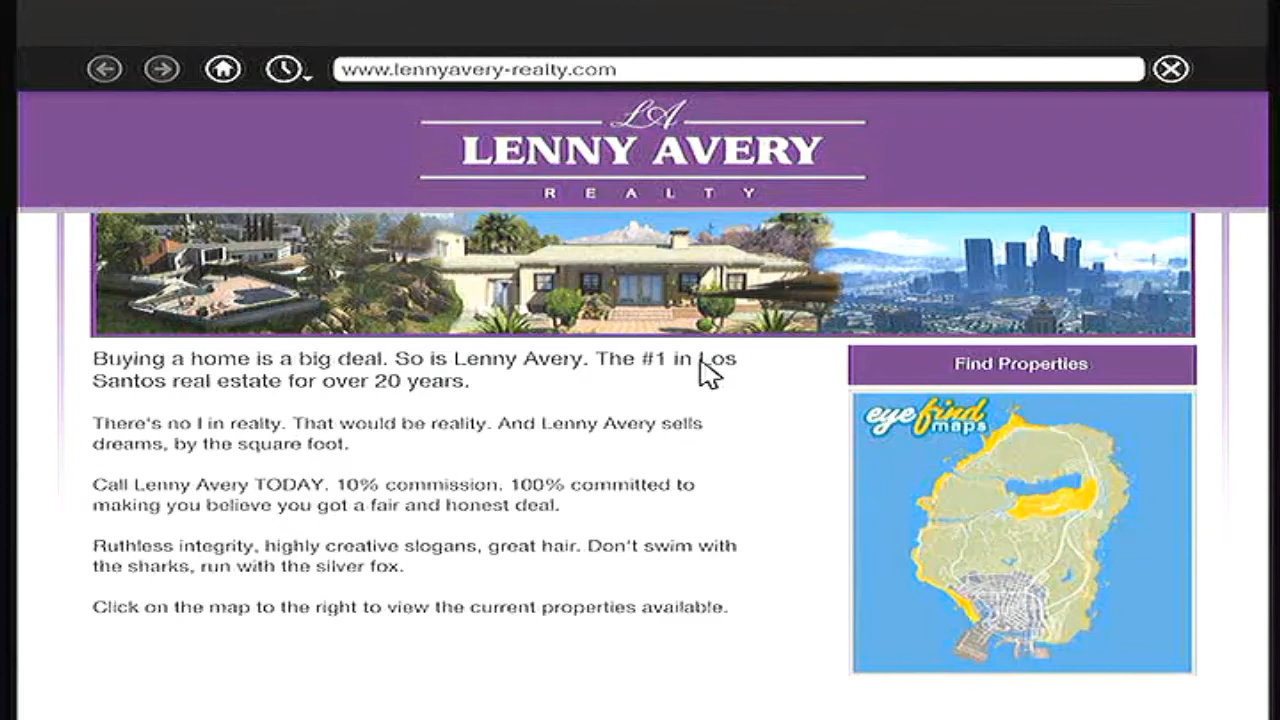 www.lennyavery-realty.com
LA
LENNY AVERY
REALTY
Buying a home is a big deal. So is Lenny Avery. The #1 in Los
Santos real estate for over 20 years.
There's no I in realty. That would be reality. And Lenny Avery sells
dreams, by the square foot.
Call Lenny Avery TODAY. 10% commission. 100% committed to
making you believe you got a fair and honest deal.
Ruthless integrity, highly creative slogans, great hair. Don't swim with
the sharks, run with the silver fox.
Click on the map to the right to view the current properties available.
Find Properties
eyefind
maps